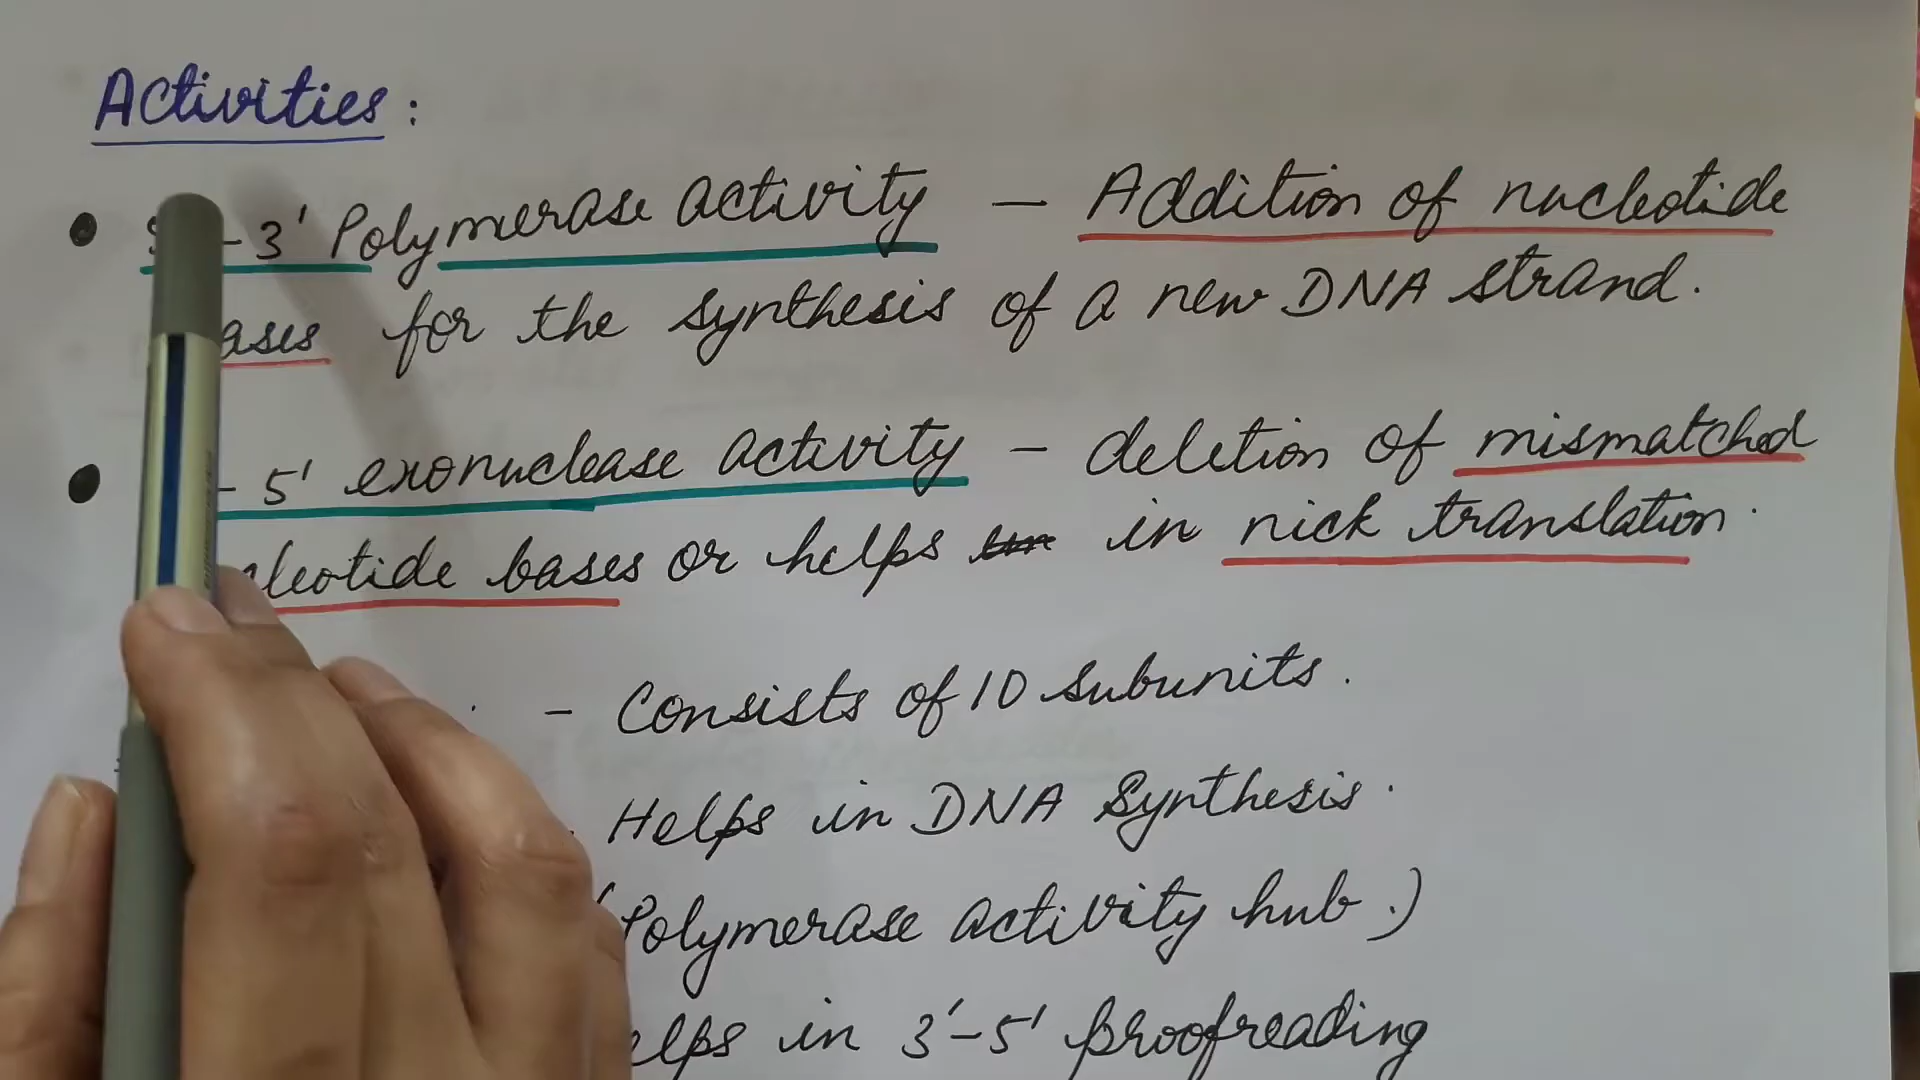 Activities :
- 3' Polymerase activity - Addition of nucleotide
ases for the synthesis of a new DNA strand.
- 5' exonuclease activity - deletion of mismatched
cleotide bases or helps in nick translation.
- Consists of 10 subunits.
- Helps in DNA Synthesis.
(Polymerase activity hub.)
elps in 3'-5' proofreading